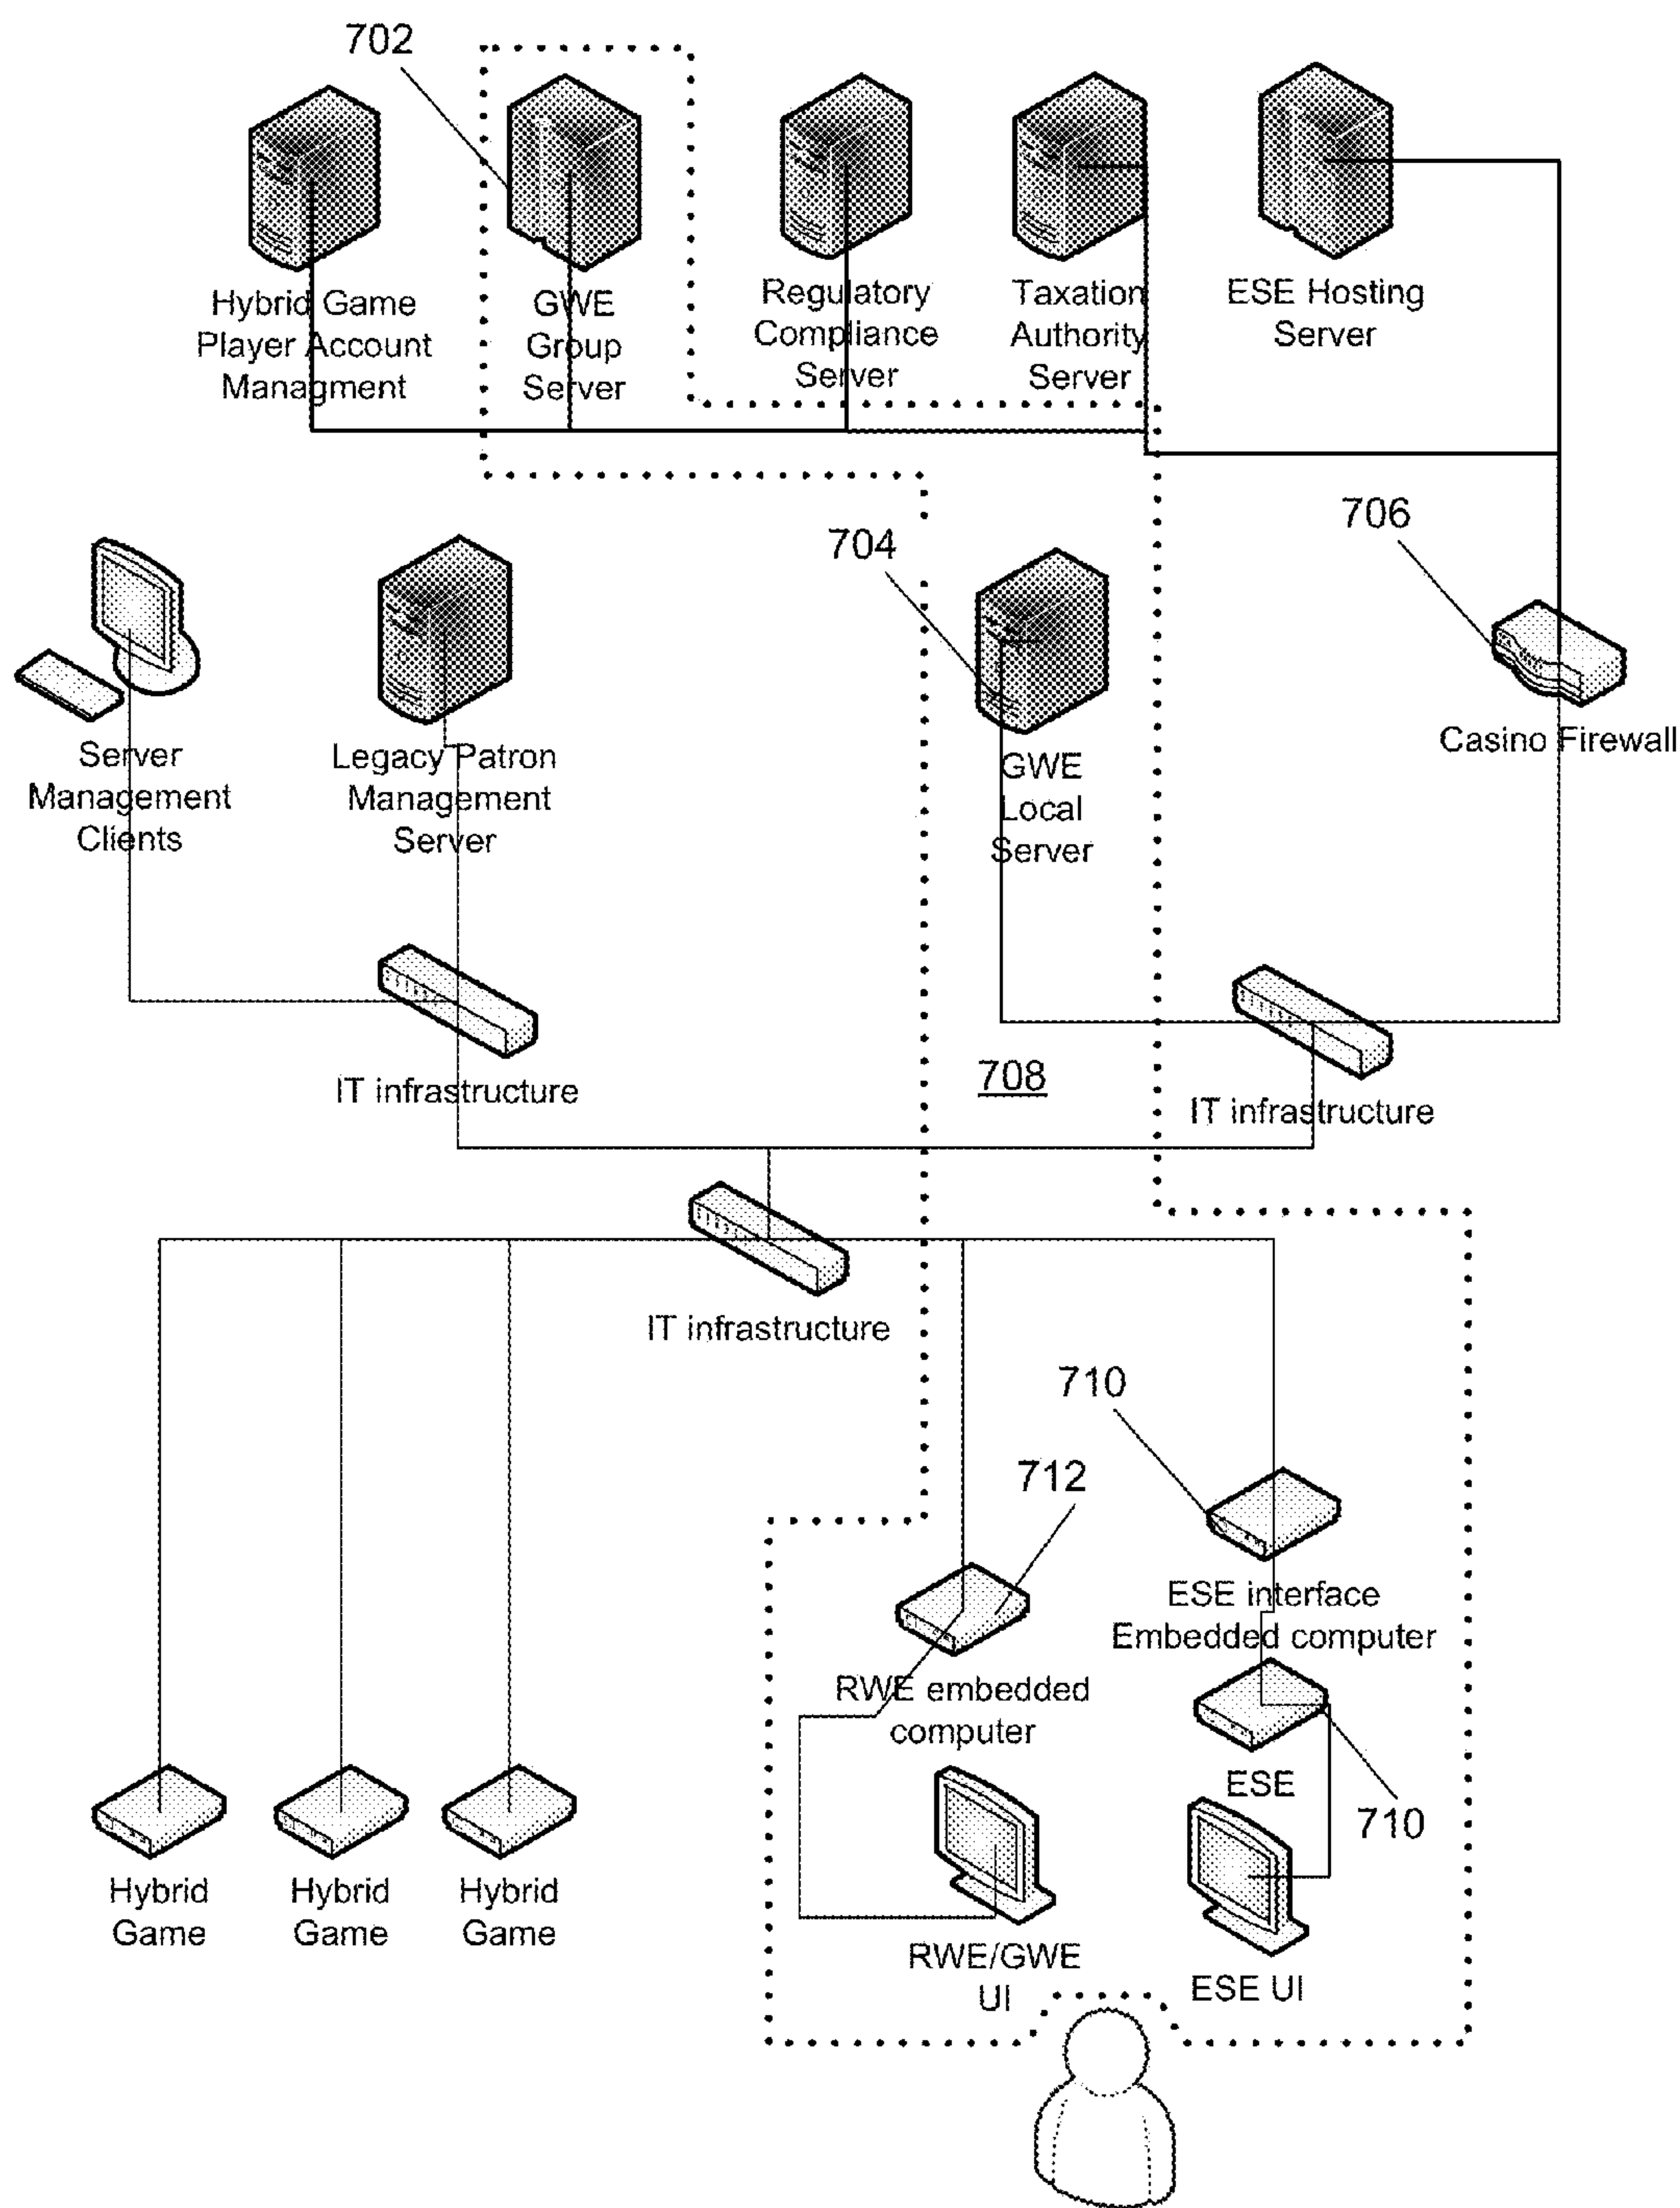 702
Hybrid Game
Player Account
Managment
GWE
Group
Server
Regulatory
Compliance
Server
Taxation
Authority
Server
ESE Hosting
Server
704
706
Server
Management
Clients
Legacy Patron
Management
Server
GWE
Local
Server
Casino Firewall
IT infrastructure
708
IT infrastructure
IT infrastructure
710
712
ESE interface
Embedded computer
RWE embedded
computer
ESE
710
Hybrid
Game
Hybrid
Game
Hybrid
Game
RWE/GWE
UI
ESE UI